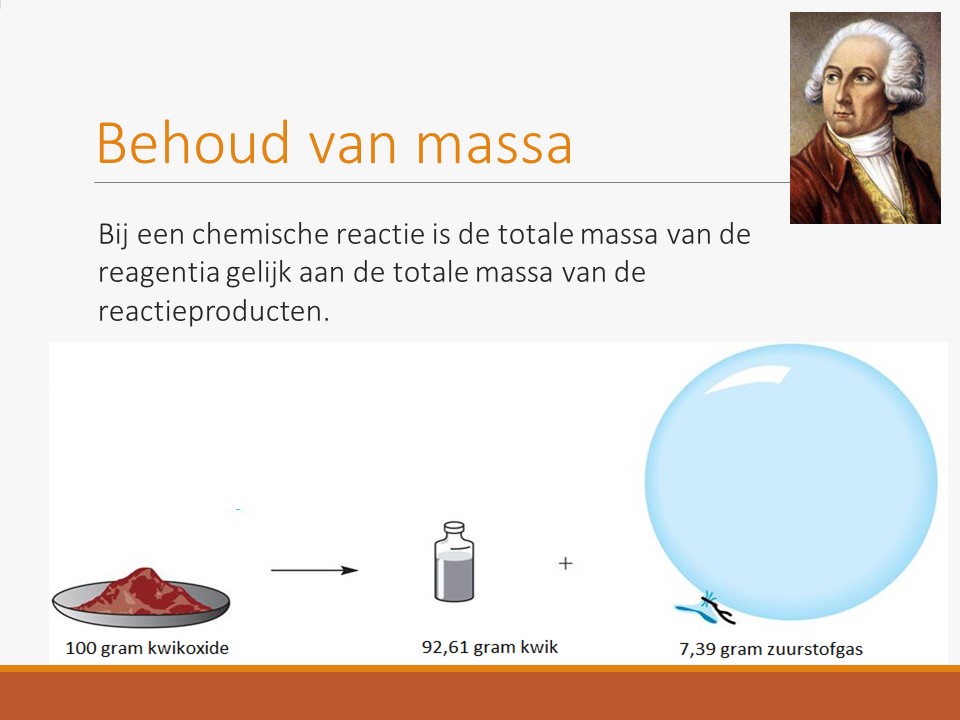 Behoud van massa
Bij een chemische reactie is de totale massa van de
reagentia gelijk aan de totale massa van de
reactieproducten.
+
100 gram kwikoxide
92,61 gram kwik
7,39 gram zuurstofgas